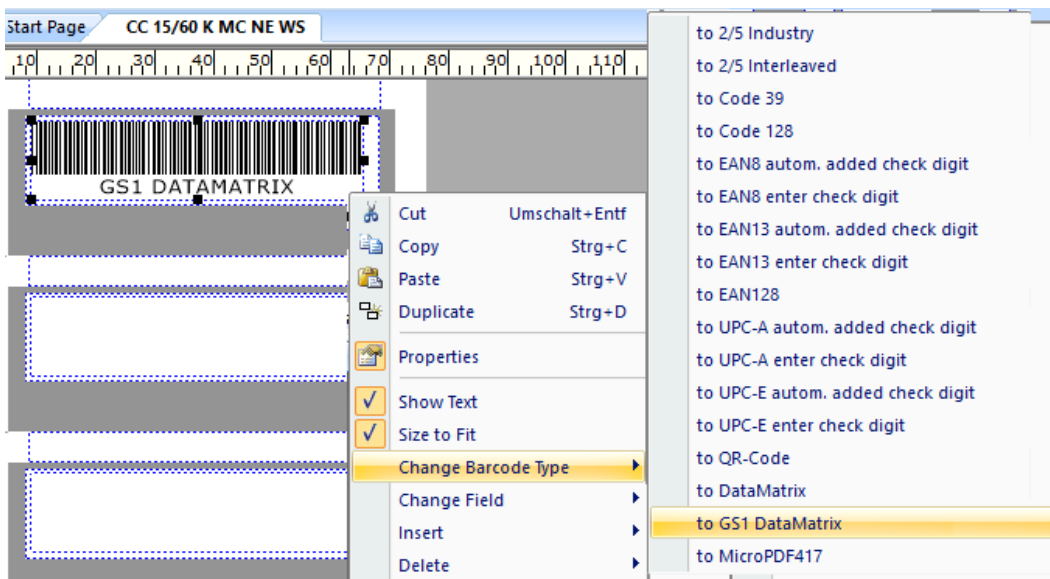 Start Page
CC 15/60 K MC NE WS
10 20 30 40 50 60 70 80 90 100 110
GS1 DATAMATRIX
Cut Umschalt+Entf
Copy Strg+C
Paste Strg+V
Duplicate Strg+D
Properties
Show Text
Size to Fit
Change Barcode Type
Change Field
Insert
Delete
to 2/5 Industry
to 2/5 Interleaved
to Code 39
to Code 128
to EAN8 autom. added check digit
to EAN8 enter check digit
to EAN13 autom. added check digit
to EAN13 enter check digit
to EAN128
to UPC-A autom. added check digit
to UPC-A enter check digit
to UPC-E autom. added check digit
to UPC-E enter check digit
to QR-Code
to DataMatrix
to GS1 DataMatrix
to MicroPDF417